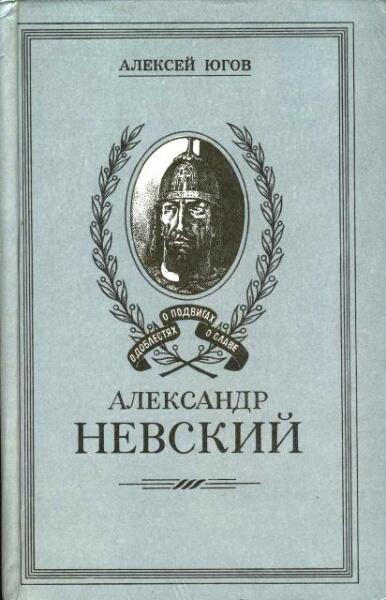 АЛЕКСЕЙ ЮГОВ
О ДОБЛЕСТЯХ
О ПОДВИГАХ
О СЛАВЕ
АЛЕКСАНДР
НЕВСКИЙ